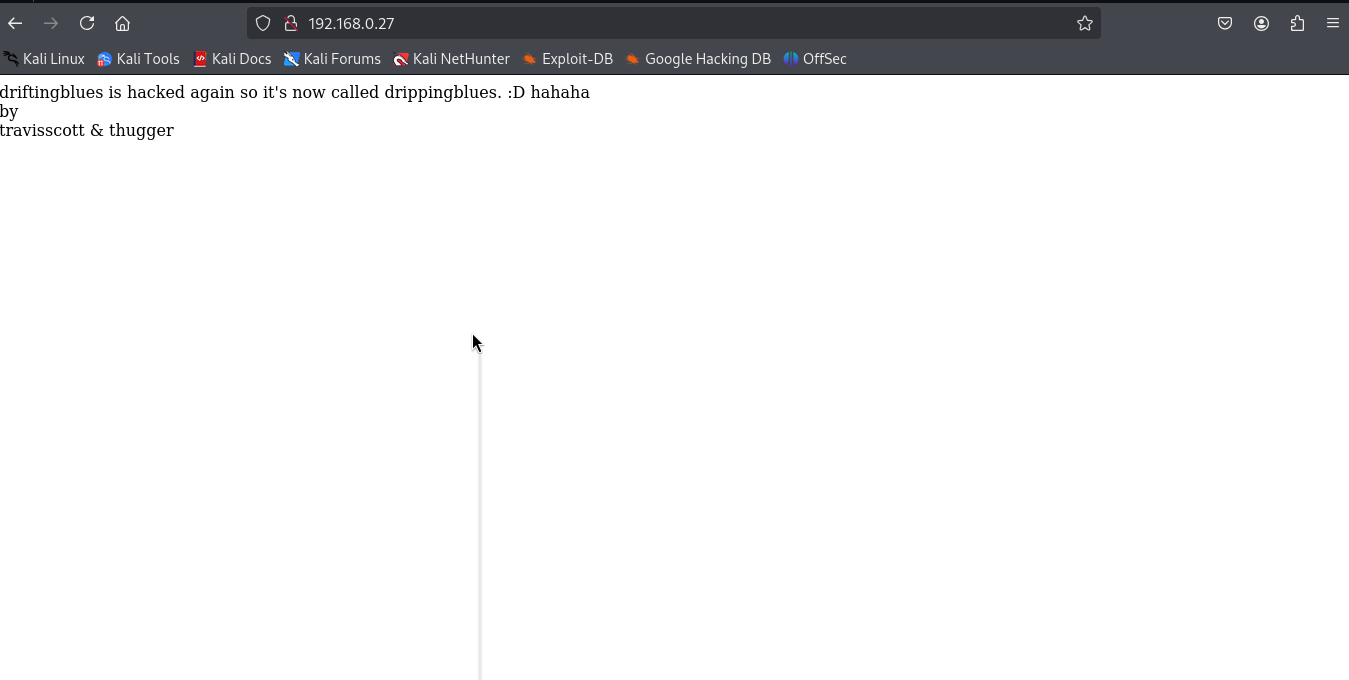 192.168.0.27
Kali Linux Kali Tools Kali Docs Kali Forums Kali NetHunter Exploit-DB Google Hacking DB OffSec
driftingblues is hacked again so it's now called drippingblues. :D hahaha
by
travisscott & thugger